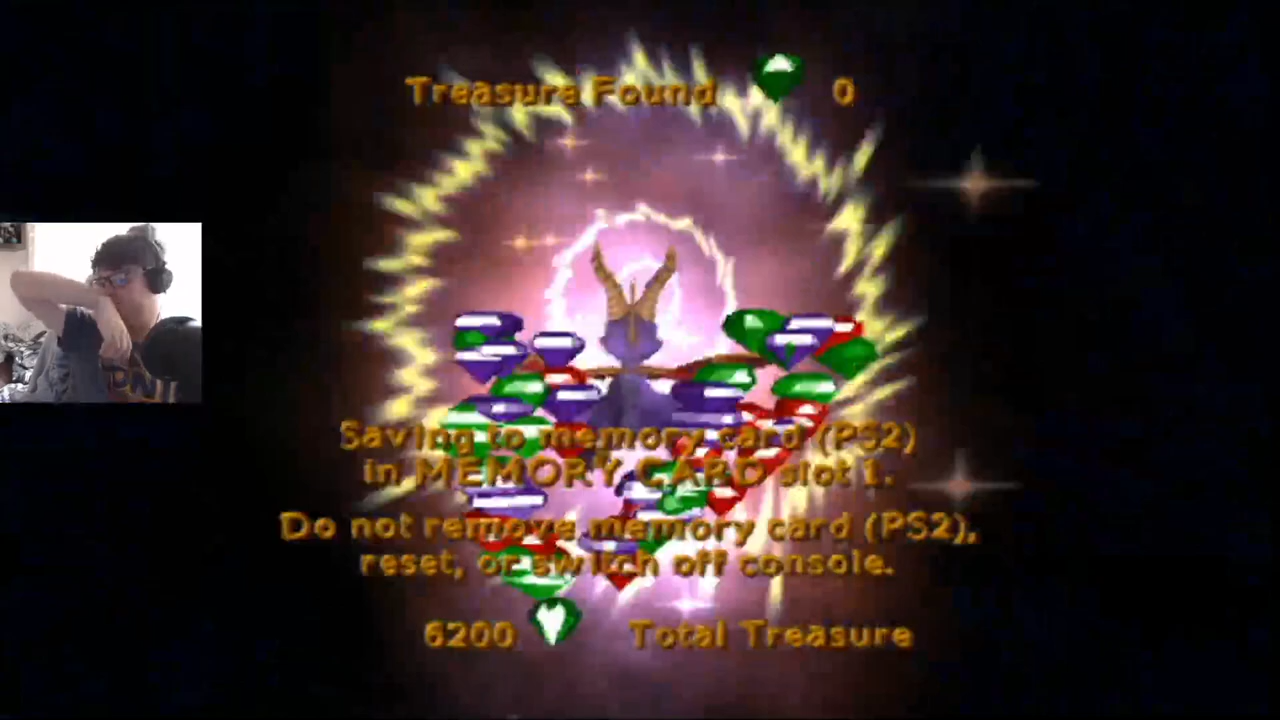 Treasure Found 0
Saving to memory card (PS2)
in MEMORY CARD slot 1.
Do not remove memory card (PS2),
reset, or switch off console.
6200 Total Treasure